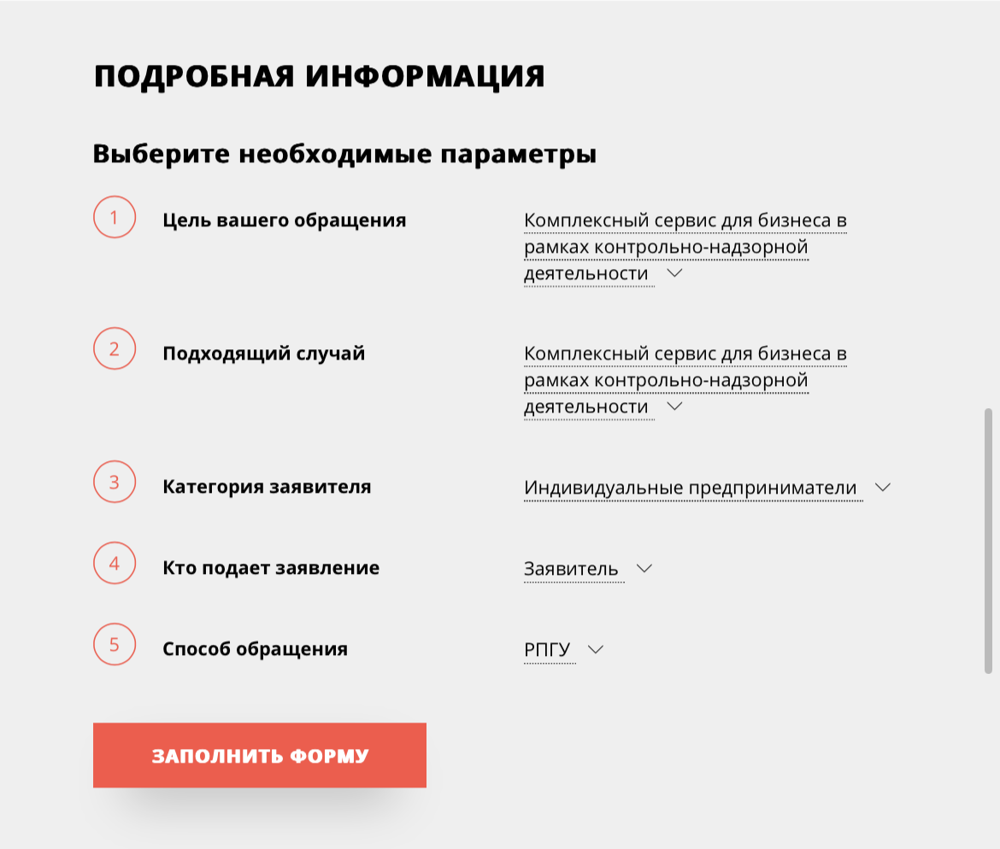 ПОДРОБНАЯ ИНФОРМАЦИЯ
Выберите необходимые параметры
1 Цель вашего обращения
Комплексный сервис для бизнеса в
рамках контрольно-надзорной
деятельности
2 Подходящий случай
Комплексный сервис для бизнеса в
рамках контрольно-надзорной
деятельности
3 Категория заявителя
Индивидуальные предприниматели
4 Кто подает заявление
Заявитель
5 Способ обращения
РПГУ
ЗАПОЛНИТЬ ФОРМУ